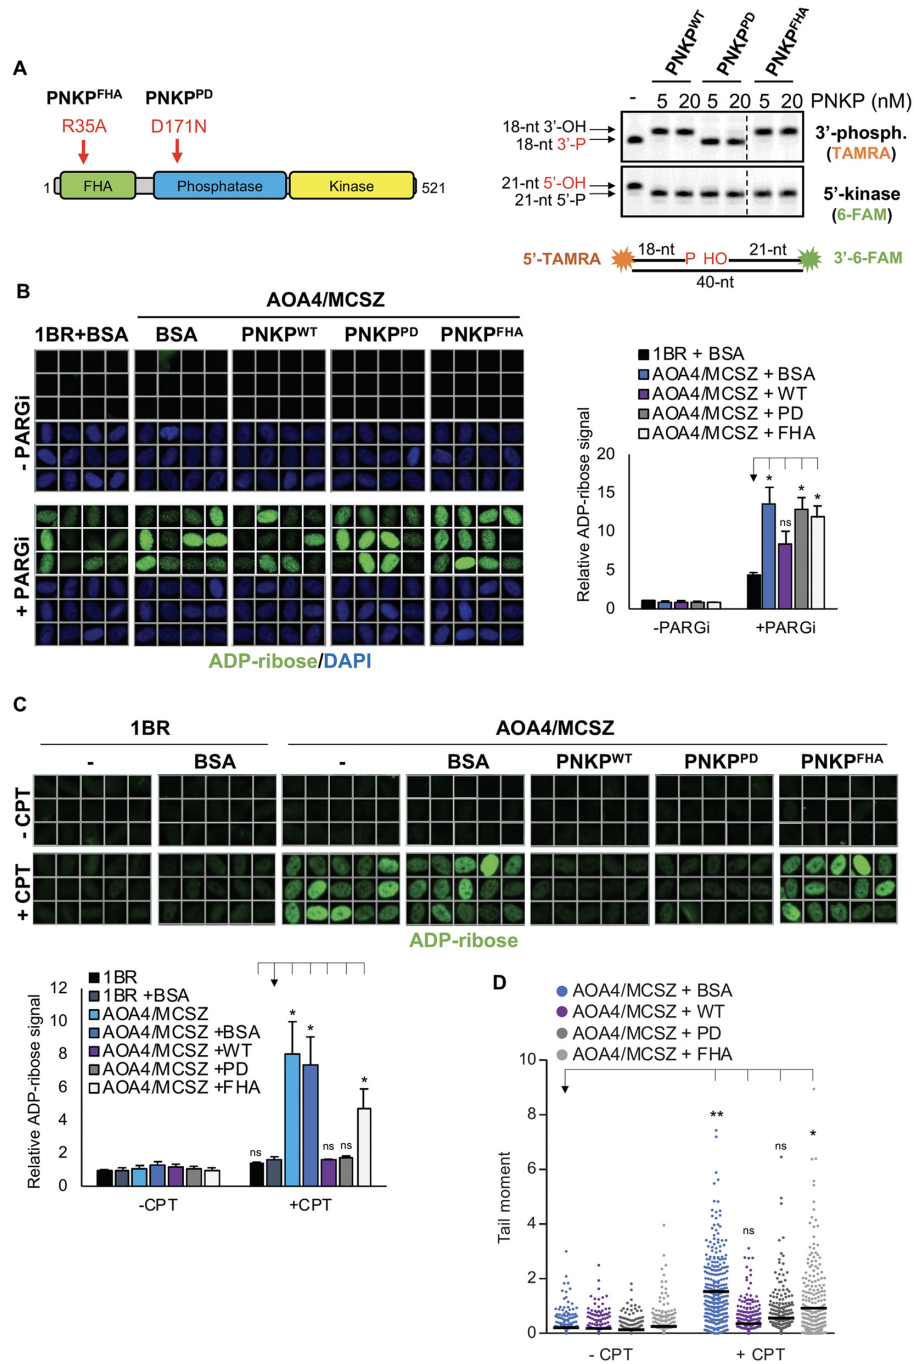 A
PNKPFHA PNKPPD
R35A D171N
1 FHA Phosphatase Kinase 521
PNKPWT PNKPPD PNKPFHA
- 5 20 5 20 5 20 PNKP (nM)
18-nt 3’-OH
18-nt 3’-P
3’-phosph.
(TAMRA)
21-nt 5’-OH
21-nt 5’-P
5’-kinase
(6-FAM)
5’-TAMRA 18-nt P HO 21-nt 3’-6-FAM
40-nt
B
AOA4/MCSZ
1BR+BSA BSA PNKPWT PNKPPD PNKPFHA
- PARGi
+ PARGi
ADP-ribose/DAPI
1BR + BSA
AOA4/MCSZ + BSA
AOA4/MCSZ + WT
AOA4/MCSZ + PD
AOA4/MCSZ + FHA
Relative ADP-ribose signal
20
15
10
5
0
* ns * *
-PARGi +PARGi
C
1BR AOA4/MCSZ
- BSA - BSA PNKPWT PNKPPD PNKPFHA
- CPT
+ CPT
ADP-ribose
1BR
1BR +BSA
AOA4/MCSZ
AOA4/MCSZ +BSA
AOA4/MCSZ +WT
AOA4/MCSZ +PD
AOA4/MCSZ +FHA
Relative ADP-ribose signal
12
10
8
6
4
2
0
ns * * ns ns *
-CPT +CPT
D
AOA4/MCSZ + BSA
AOA4/MCSZ + WT
AOA4/MCSZ + PD
AOA4/MCSZ + FHA
Tail moment
10
8
6
4
2
0
** ns ns *
- CPT + CPT